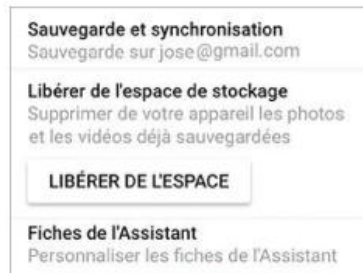 Sauvegarde et synchronisation
Sauvegarde sur jose@gmail.com
Libérer de l'espace de stockage
Supprimer de votre appareil les photos
et les vidéos déjà sauvegardées
LIBÉRER DE L'ESPACE
Fiches de l'Assistant
Personnaliser les fiches de l'Assistant